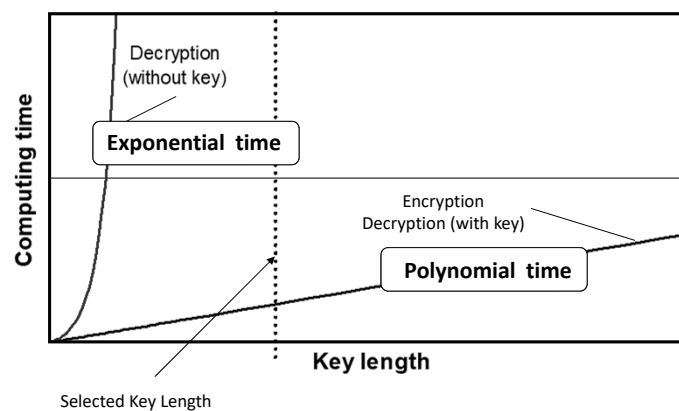 Decryption
(without key)
Exponential time
Computing time
Encryption
Decryption (with key)
Polynomial time
Key length
Selected Key Length